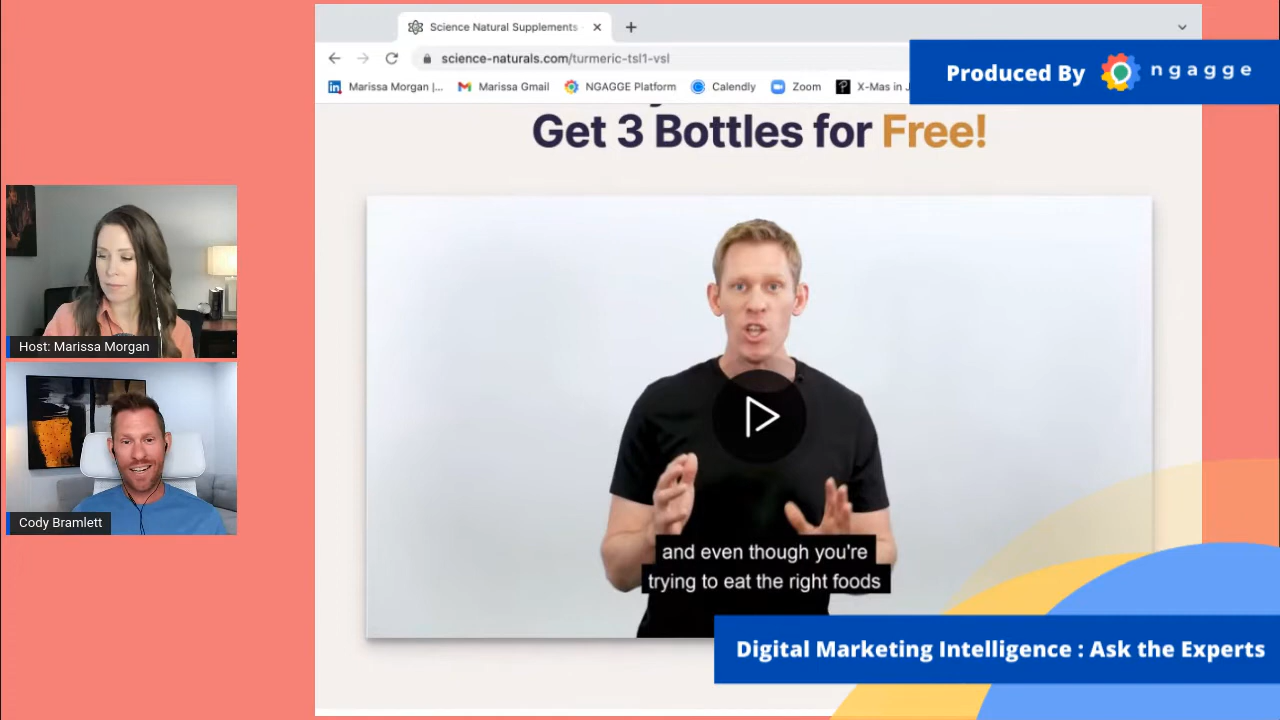 Science Natural Supplements
science-naturals.com/turmeric-tsl1-vsl
Produced By ngagge
Marissa Morgan |...
Marissa Gmail
NGAGGE Platform
Calendly
Zoom
X-Mas in J
Get 3 Bottles for Free!
Host: Marissa Morgan
Cody Bramlett
and even though you're
trying to eat the right foods
Digital Marketing Intelligence : Ask the Experts